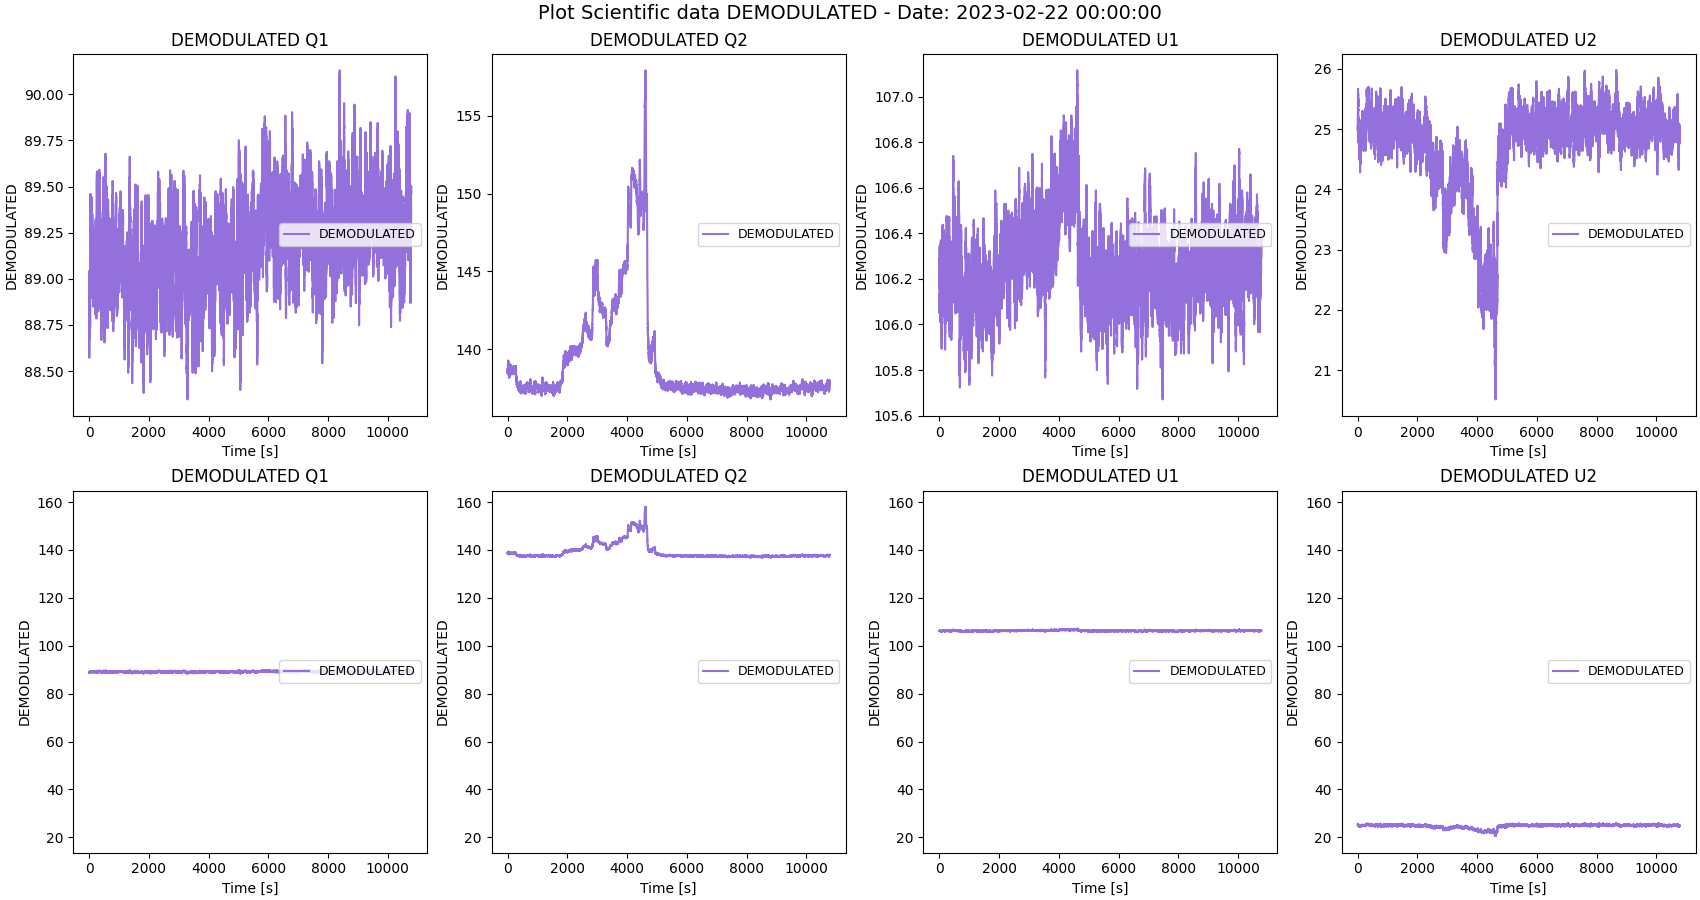 Plot Scientific data DEMODULATED - Date: 2023-02-22 00:00:00
DEMODULATED Q1
DEMODULATED Q2
DEMODULATED U1
DEMODULATED U2
DEMODULATED
90.00
89.75
89.50
89.25
89.00
88.75
88.50
DEMODULATED
0 2000 4000 6000 8000 10000
Time [s]
DEMODULATED
155
150
145
140
DEMODULATED
0 2000 4000 6000 8000 10000
Time [s]
DEMODULATED
107.0
106.8
106.6
106.4
106.2
106.0
105.8
105.6
DEMODULATED
0 2000 4000 6000 8000 10000
Time [s]
DEMODULATED
26
25
24
23
22
21
DEMODULATED
0 2000 4000 6000 8000 10000
Time [s]
DEMODULATED Q1
DEMODULATED Q2
DEMODULATED U1
DEMODULATED U2
DEMODULATED
160
140
120
100
80
60
40
20
DEMODULATED
0 2000 4000 6000 8000 10000
Time [s]
DEMODULATED
160
140
120
100
80
60
40
20
DEMODULATED
0 2000 4000 6000 8000 10000
Time [s]
DEMODULATED
160
140
120
100
80
60
40
20
DEMODULATED
0 2000 4000 6000 8000 10000
Time [s]
DEMODULATED
160
140
120
100
80
60
40
20
DEMODULATED
0 2000 4000 6000 8000 10000
Time [s]